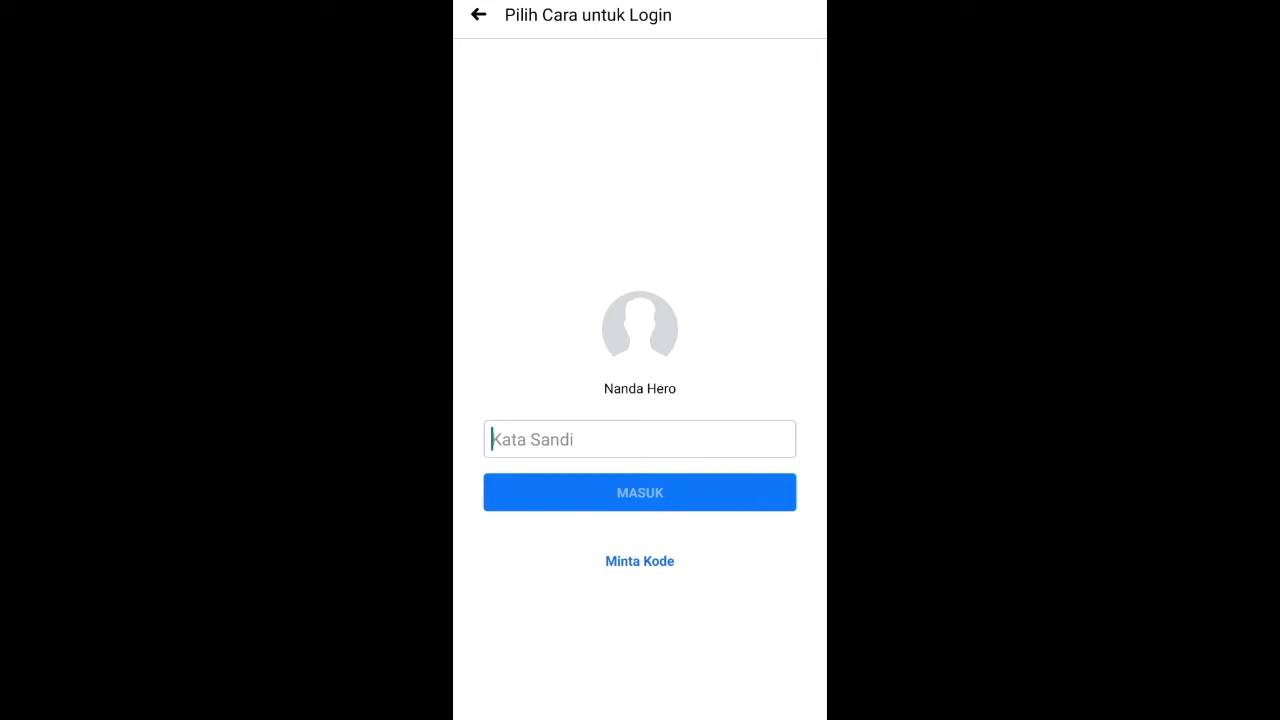 Pilih Cara untuk Login
Nanda Hero
Kata Sandi
MASUK
Minta Kode